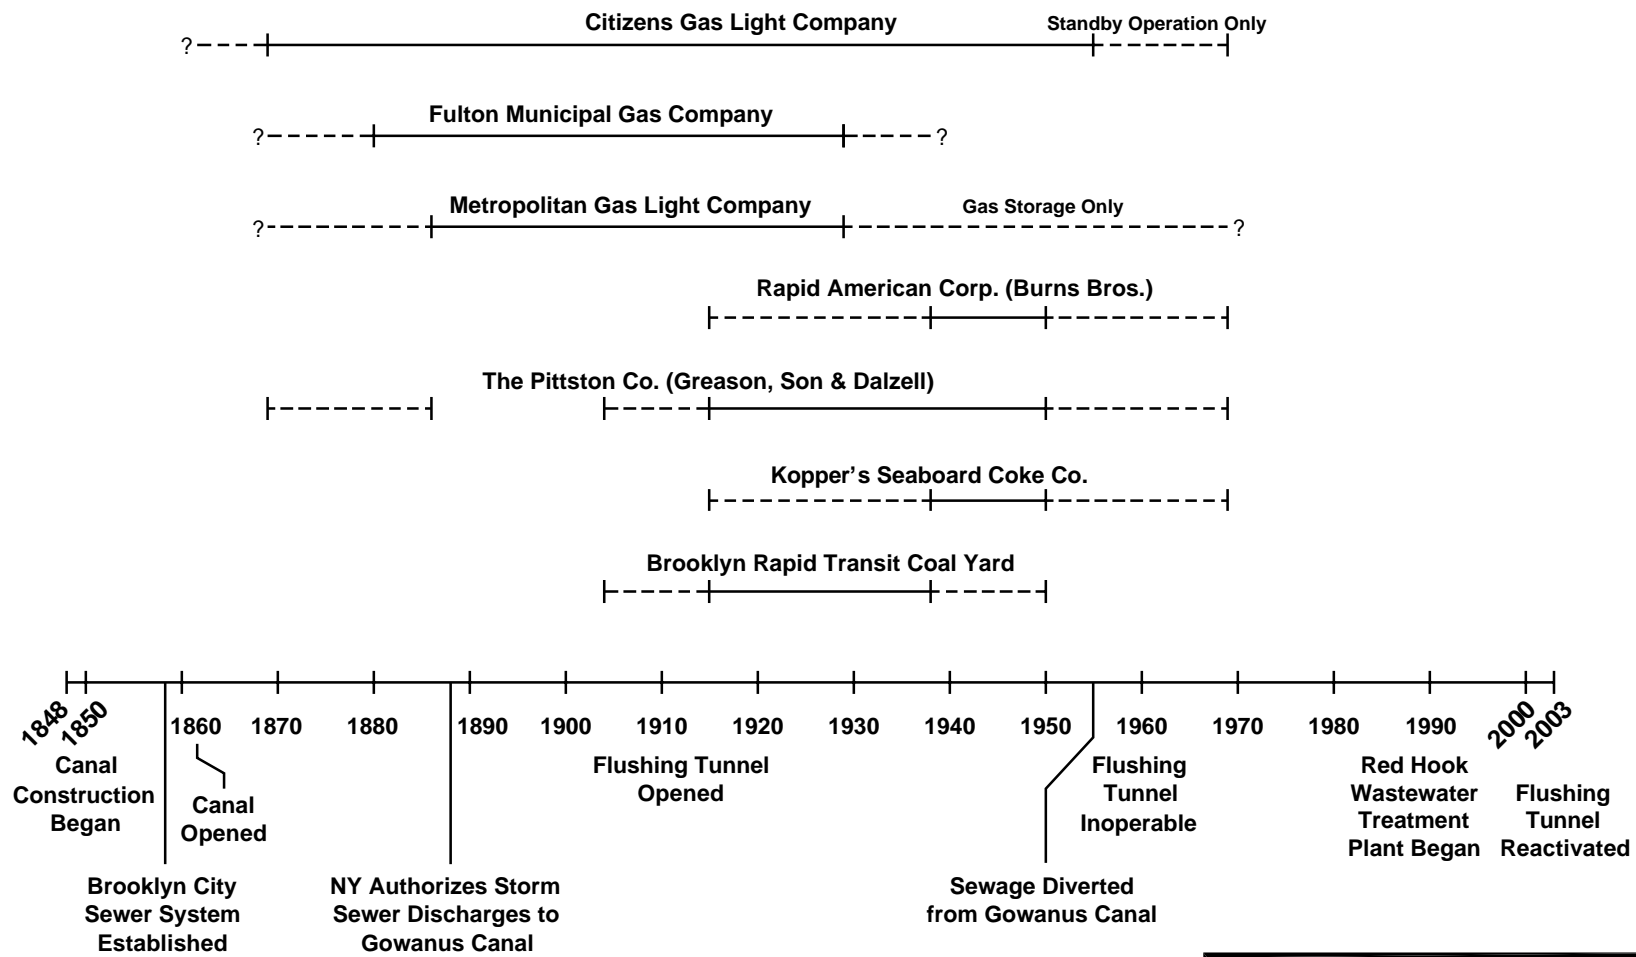 Citizens Gas Light Company
Standby Operation Only
?
Fulton Municipal Gas Company
?
?
Metropolitan Gas Light Company
Gas Storage Only
?
?
Rapid American Corp. (Burns Bros.)
The Pittston Co. (Greason, Son & Dalzell)
Kopper's Seaboard Coke Co.
Brooklyn Rapid Transit Coal Yard
1848
1850
1860
1870
1880
1890
1900
1910
1920
1930
1940
1950
1960
1970
1980
1990
2000
2003
Canal
Construction
Began
Canal
Opened
Flushing Tunnel
Opened
Flushing
Tunnel
Inoperable
Red Hook
Wastewater
Treatment
Plant Began
Flushing
Tunnel
Reactivated
Brooklyn City
Sewer System
Established
NY Authorizes Storm
Sewer Discharges to
Gowanus Canal
Sewage Diverted
from Gowanus Canal